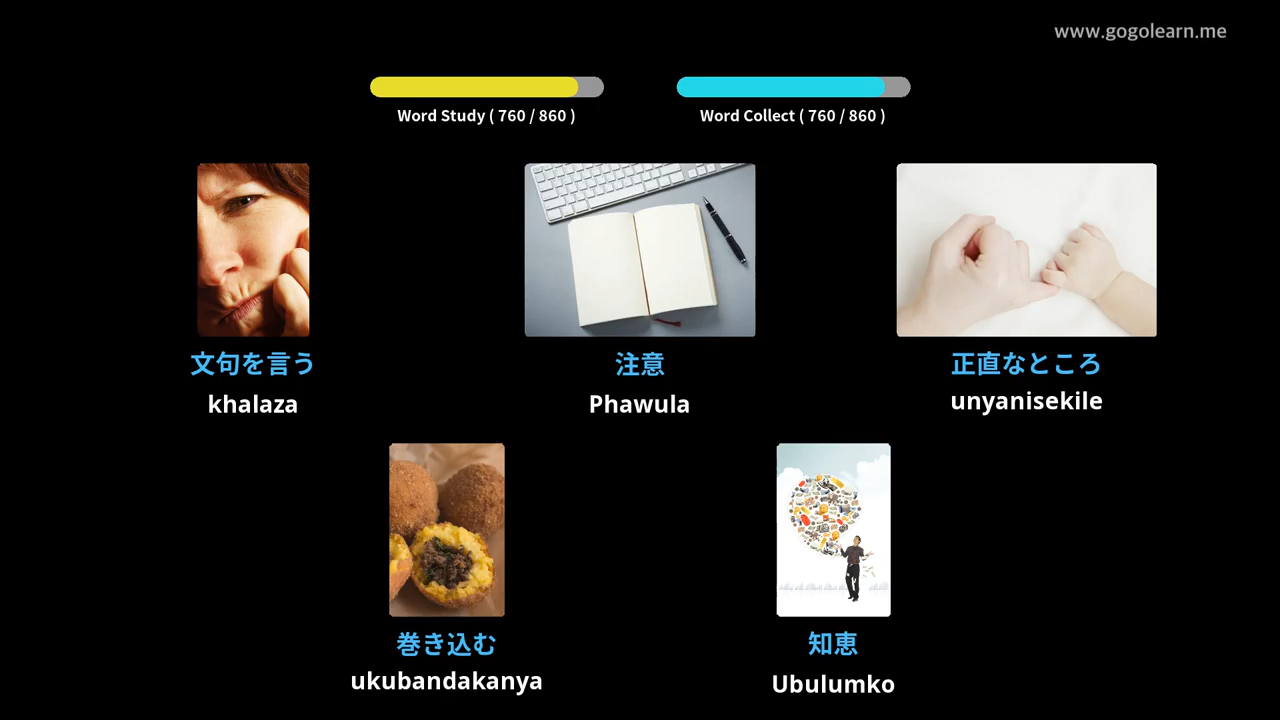 www.gogolearn.me
Word Study ( 760 / 860 )
Word Collect ( 760 / 860 )
文句を言う
khalaza
注意
Phawula
正直なところ
unyanisekile
巻き込む
ukubandakanya
知恵
Ubulumko